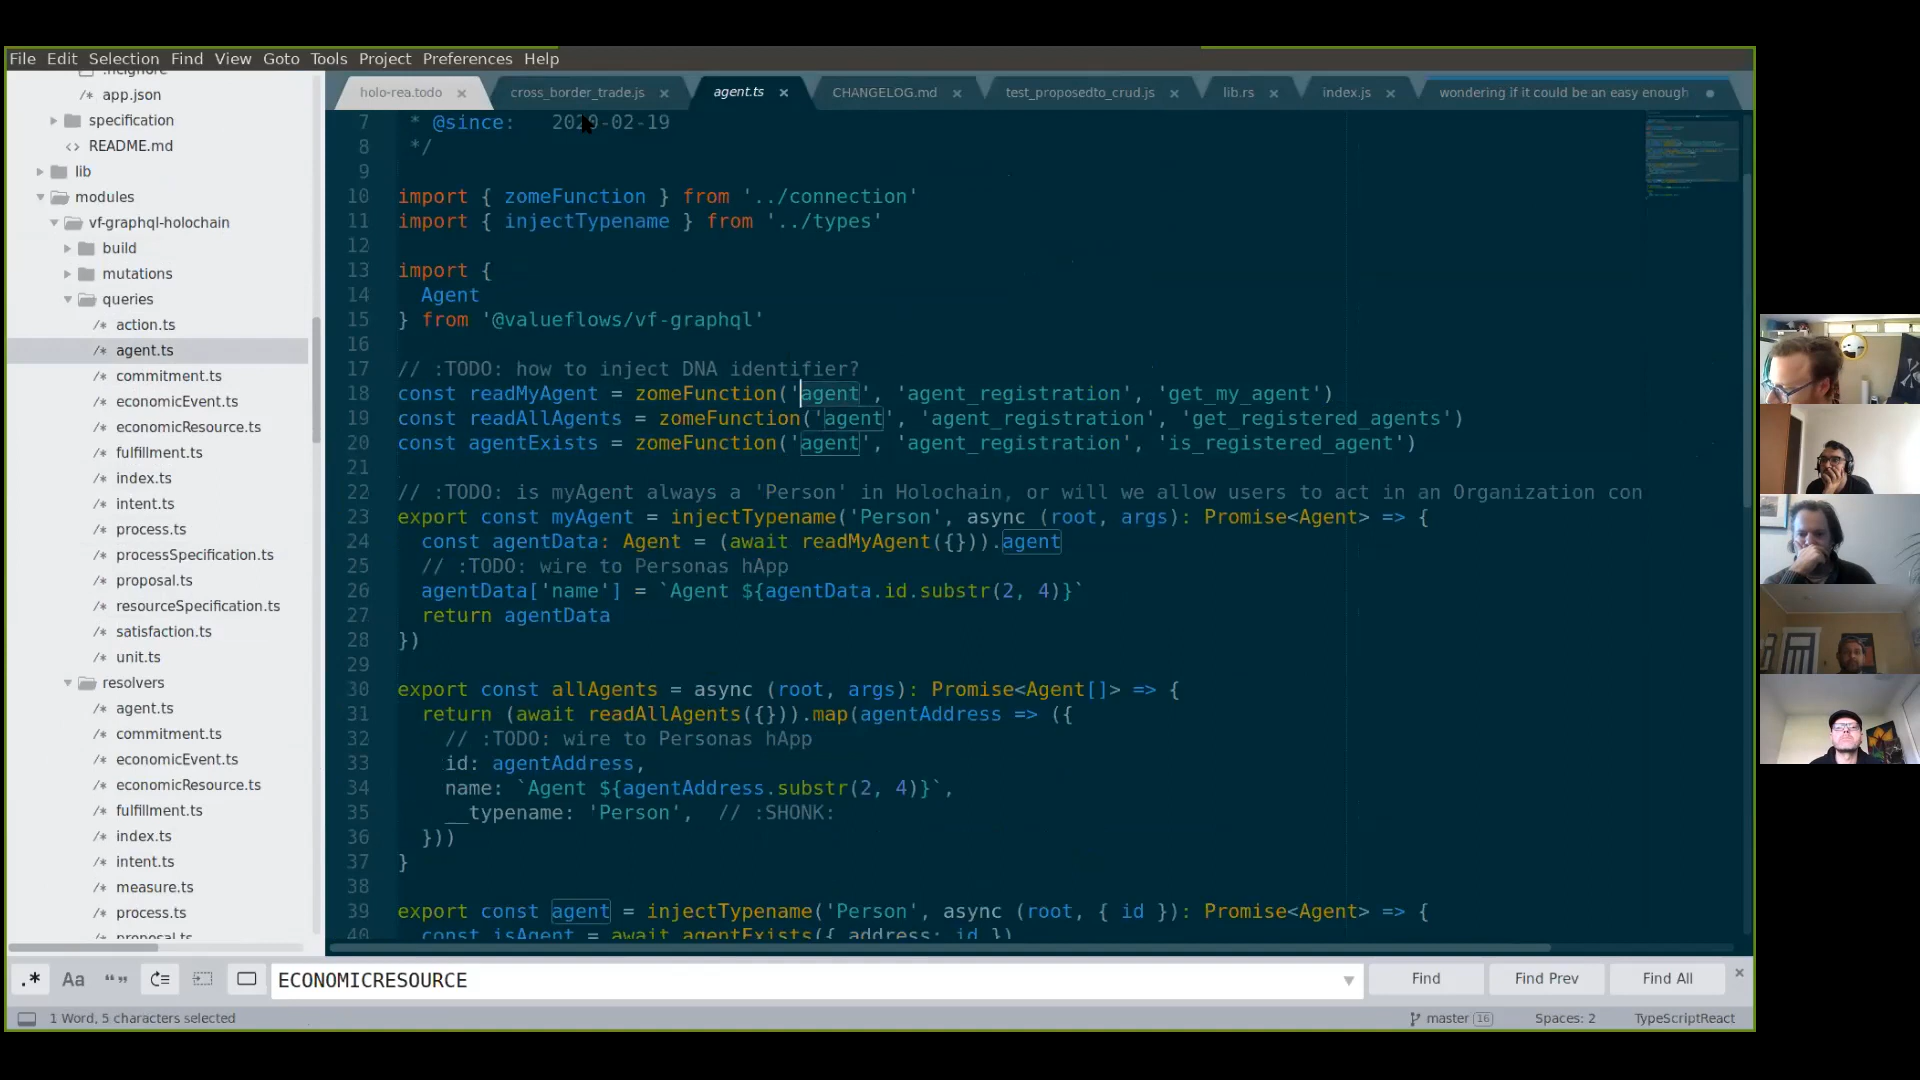 File Edit Selection Find View Goto Tools Project Preferences Help
holo-rea.todo × cross_border_trade.js × agent.ts × CHANGELOG.md × test_proposedto_crud.js × lib.rs × index.js × wondering if it could be an easy enough
/* app.json
specification
<> README.md
lib
modules
vf-graphql-holochain
build
mutations
queries
/* action.ts
/* agent.ts
/* commitment.ts
/* economicEvent.ts
/* economicResource.ts
/* fulfillment.ts
/* index.ts
/* intent.ts
/* process.ts
/* processSpecification.ts
/* proposal.ts
/* resourceSpecification.ts
/* satisfaction.ts
/* unit.ts
resolvers
/* agent.ts
/* commitment.ts
/* economicEvent.ts
/* economicResource.ts
/* fulfillment.ts
/* index.ts
/* intent.ts
/* measure.ts
/* process.ts
/* proposal.ts
7 * @since: 2020-02-19
8 */
9
10 import { zomeFunction } from '../connection'
11 import { injectTypename } from '../types'
12
13 import {
14 Agent
15 } from '@valueflows/vf-graphql'
16
17 // :TODO: how to inject DNA identifier?
18 const readMyAgent = zomeFunction('agent', 'agent_registration', 'get_my_agent')
19 const readAllAgents = zomeFunction('agent', 'agent_registration', 'get_registered_agents')
20 const agentExists = zomeFunction('agent', 'agent_registration', 'is_registered_agent')
21
22 // :TODO: is myAgent always a 'Person' in Holochain, or will we allow users to act in an Organization con
23 export const myAgent = injectTypename('Person', async (root, args): Promise<Agent> => {
24 const agentData: Agent = (await readMyAgent({})).agent
25 // :TODO: wire to Personas hApp
26 agentData['name'] = `Agent ${agentData.id.substr(2, 4)}`
27 return agentData
28 })
29
30 export const allAgents = async (root, args): Promise<Agent[]> => {
31 return (await readAllAgents({})).map(agentAddress => ({
32 // :TODO: wire to Personas hApp
33 id: agentAddress,
34 name: `Agent ${agentAddress.substr(2, 4)}`,
35 __typename: 'Person', // :SHONK:
36 }))
37 }
38
39 export const agent = injectTypename('Person', async (root, { id }): Promise<Agent> => {
40 const isAgent = await agentExists({ address: id })
.* Aa “” ECONOMICRESOURCE Find Find Prev Find All ×
1 Word, 5 characters selected master 16 Spaces: 2 TypeScriptReact